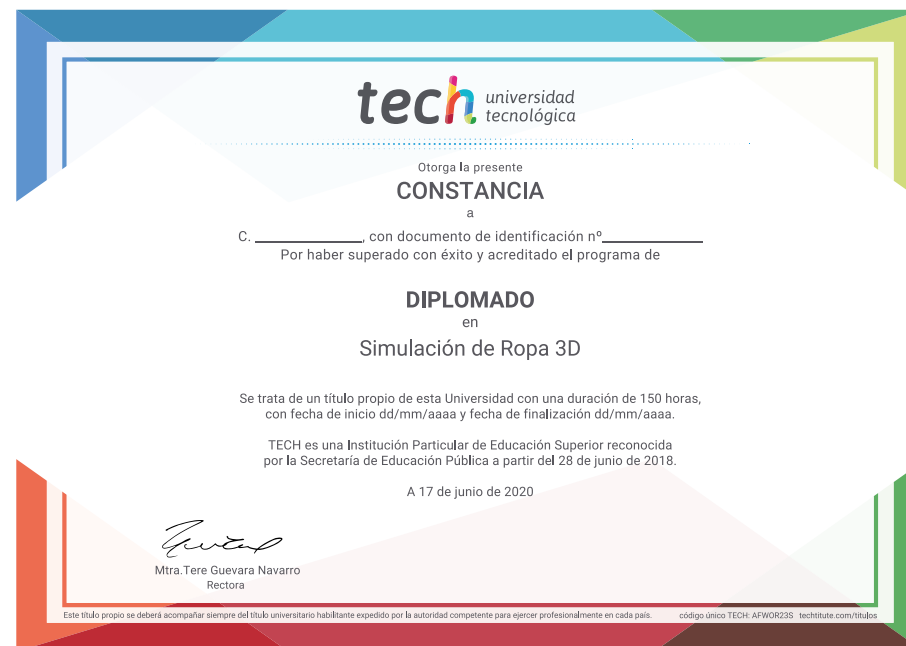 tech universidad
tecnológica
Otorga la presente
CONSTANCIA
a
C. ______________, con documento de identificación nº______________
Por haber superado con éxito y acreditado el programa de
DIPLOMADO
en
Simulación de Ropa 3D
Se trata de un título propio de esta Universidad con una duración de 150 horas,
con fecha de inicio dd/mm/aaaa y fecha de finalización dd/mm/aaaa.
TECH es una Institución Particular de Educación Superior reconocida
por la Secretaría de Educación Pública a partir del 28 de junio de 2018.
A 17 de junio de 2020
Mtra.Tere Guevara Navarro
Rectora
Este título propio se deberá acompañar siempre del título universitario habilitante expedido por la autoridad competente para ejercer profesionalmente en cada país. código único TECH: AFWOR23S techtitute.com/titulos